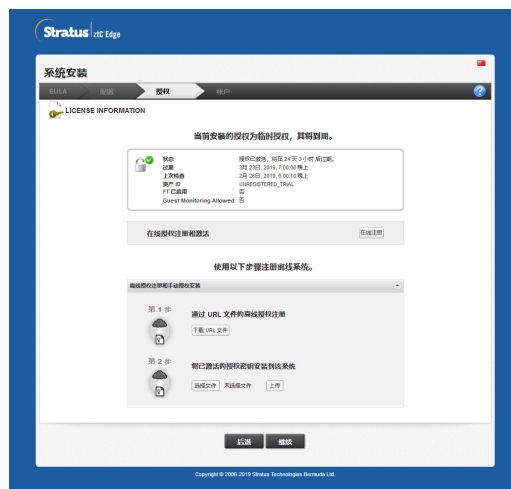 Stratus ztC Edge
系统安装
EULA 配置 授权 帐户
LICENSE INFORMATION
当前安装的授权为临时授权，其将到期。
状态 授权已激活，将在 24 天 3 小时 后过期。
过期 3月 23日, 2019, 7:00:08 晚上
上次检查 2月 26日, 2019, 6:00:10 晚上
资产 ID UNREGISTERED_TRIAL
FT 已启用 否
Guest Monitoring Allowed 否
在线授权注册和激活 在线注册
使用以下步骤注册离线系统。
离线授权注册和手动授权安装
第 1 步
通过 URL 文件的离线授权注册
下载 URL 文件
第 2 步
将已激活的授权密钥安装到该系统
选择文件 未选择文件 上传
后退 继续
Copyright © 2006-2019 Stratus Technologies Bermuda Ltd.